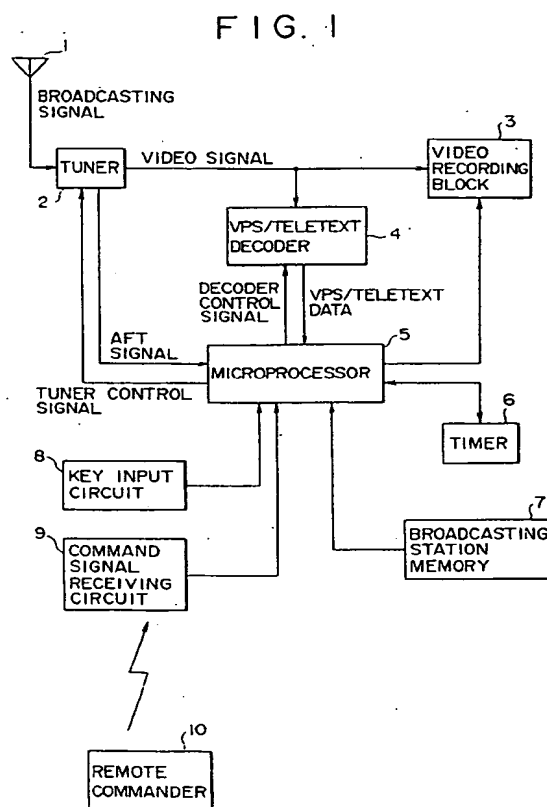 FIG. 1
1
BROADCASTING
SIGNAL
TUNER
2
VIDEO SIGNAL
3
VIDEO
RECORDING
BLOCK
VPS/TELETEXT
DECODER
4
DECODER
CONTROL
SIGNAL
VPS/TELETEXT
DATA
AFT
SIGNAL
TUNER CONTROL
SIGNAL
5
MICROPROCESSOR
6
TIMER
8
KEY INPUT
CIRCUIT
7
BROADCASTING
STATION
MEMORY
9
COMMAND
SIGNAL
RECEIVING
CIRCUIT
10
REMOTE
COMMANDER